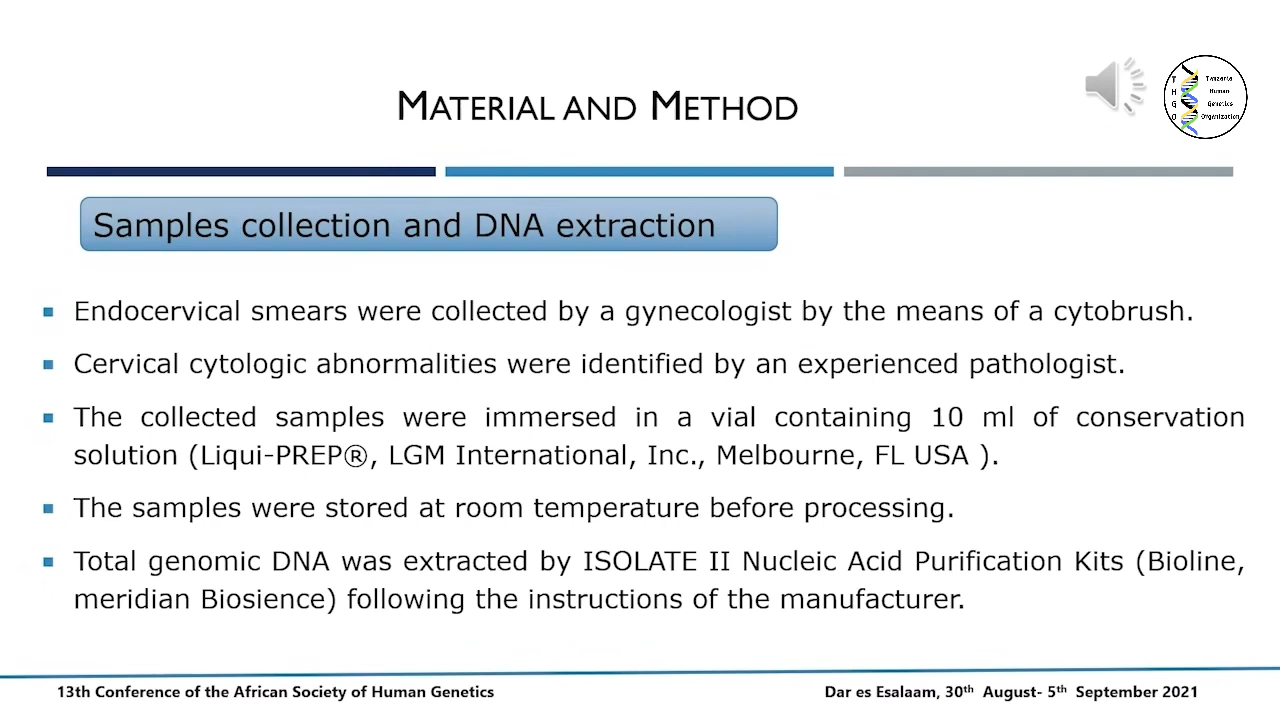 MATERIAL AND METHOD
T Tanzania
H Human
G Genetics
O Organization
Samples collection and DNA extraction
▪ Endocervical smears were collected by a gynecologist by the means of a cytobrush.
▪ Cervical cytologic abnormalities were identified by an experienced pathologist.
▪ The collected samples were immersed in a vial containing 10 ml of conservation
solution (Liqui-PREP®, LGM International, Inc., Melbourne, FL USA ).
▪ The samples were stored at room temperature before processing.
▪ Total genomic DNA was extracted by ISOLATE II Nucleic Acid Purification Kits (Bioline,
meridian Biosience) following the instructions of the manufacturer.
13th Conference of the African Society of Human Genetics
Dar es Esalaam, 30th August- 5th September 2021